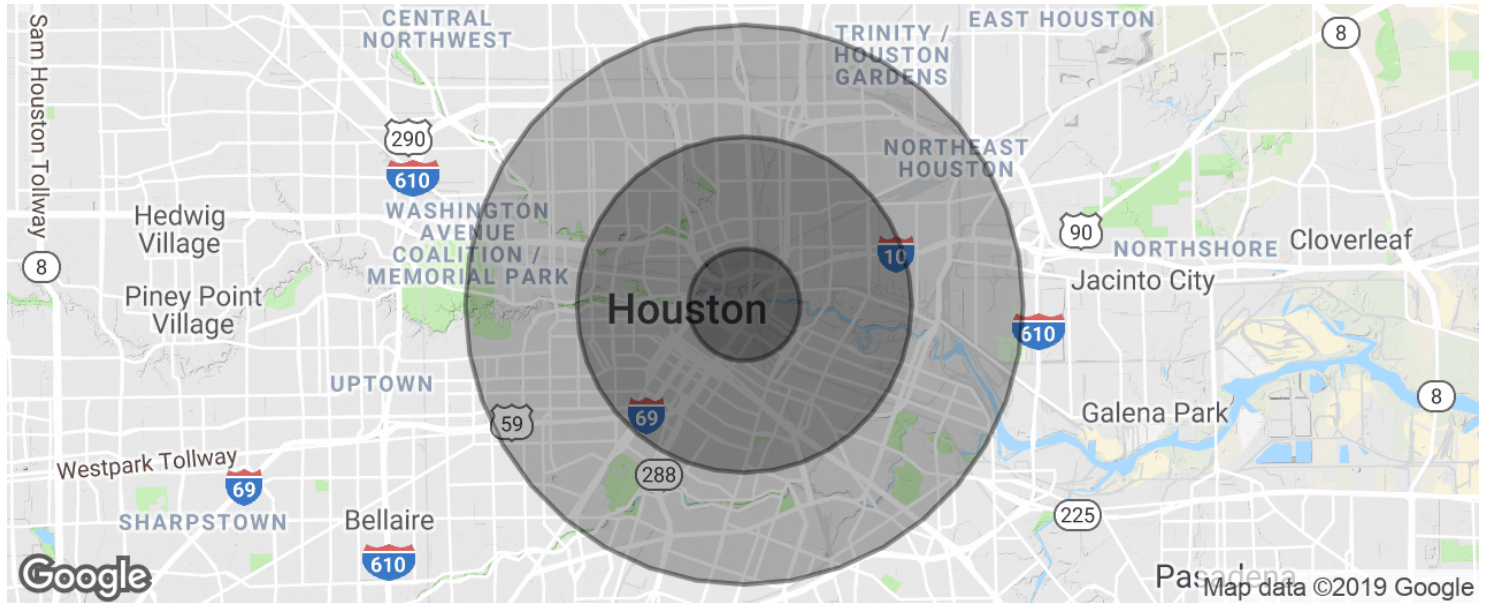 CENTRAL
NORTHWEST
EAST HOUSTON
TRINITY /
HOUSTON
GARDENS
8
Sam Houston Tollway
290
610
NORTHEAST
HOUSTON
Hedwig
Village
WASHINGTON
AVENUE
COALITION /
MEMORIAL PARK
90
NORTHSHORE
Cloverleaf
10
8
Jacinto City
Piney Point
Village
Houston
610
UPTOWN
8
59
69
Galena Park
Westpark Tollway
69
288
SHARPSTOWN
Bellaire
225
610
Google
Pasadena
Map data ©2019 Google